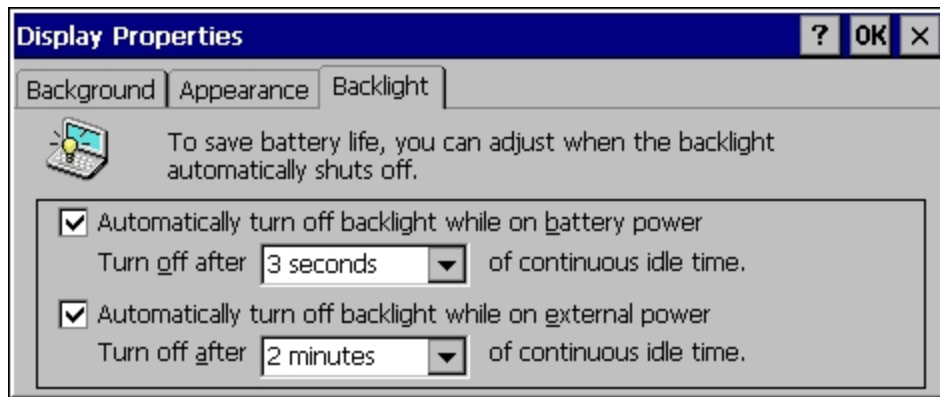 Display Properties ? OK ×
Background Appearance Backlight
To save battery life, you can adjust when the backlight
automatically shuts off.
Automatically turn off backlight while on battery power
Turn off after 3 seconds of continuous idle time.
Automatically turn off backlight while on external power
Turn off after 2 minutes of continuous idle time.